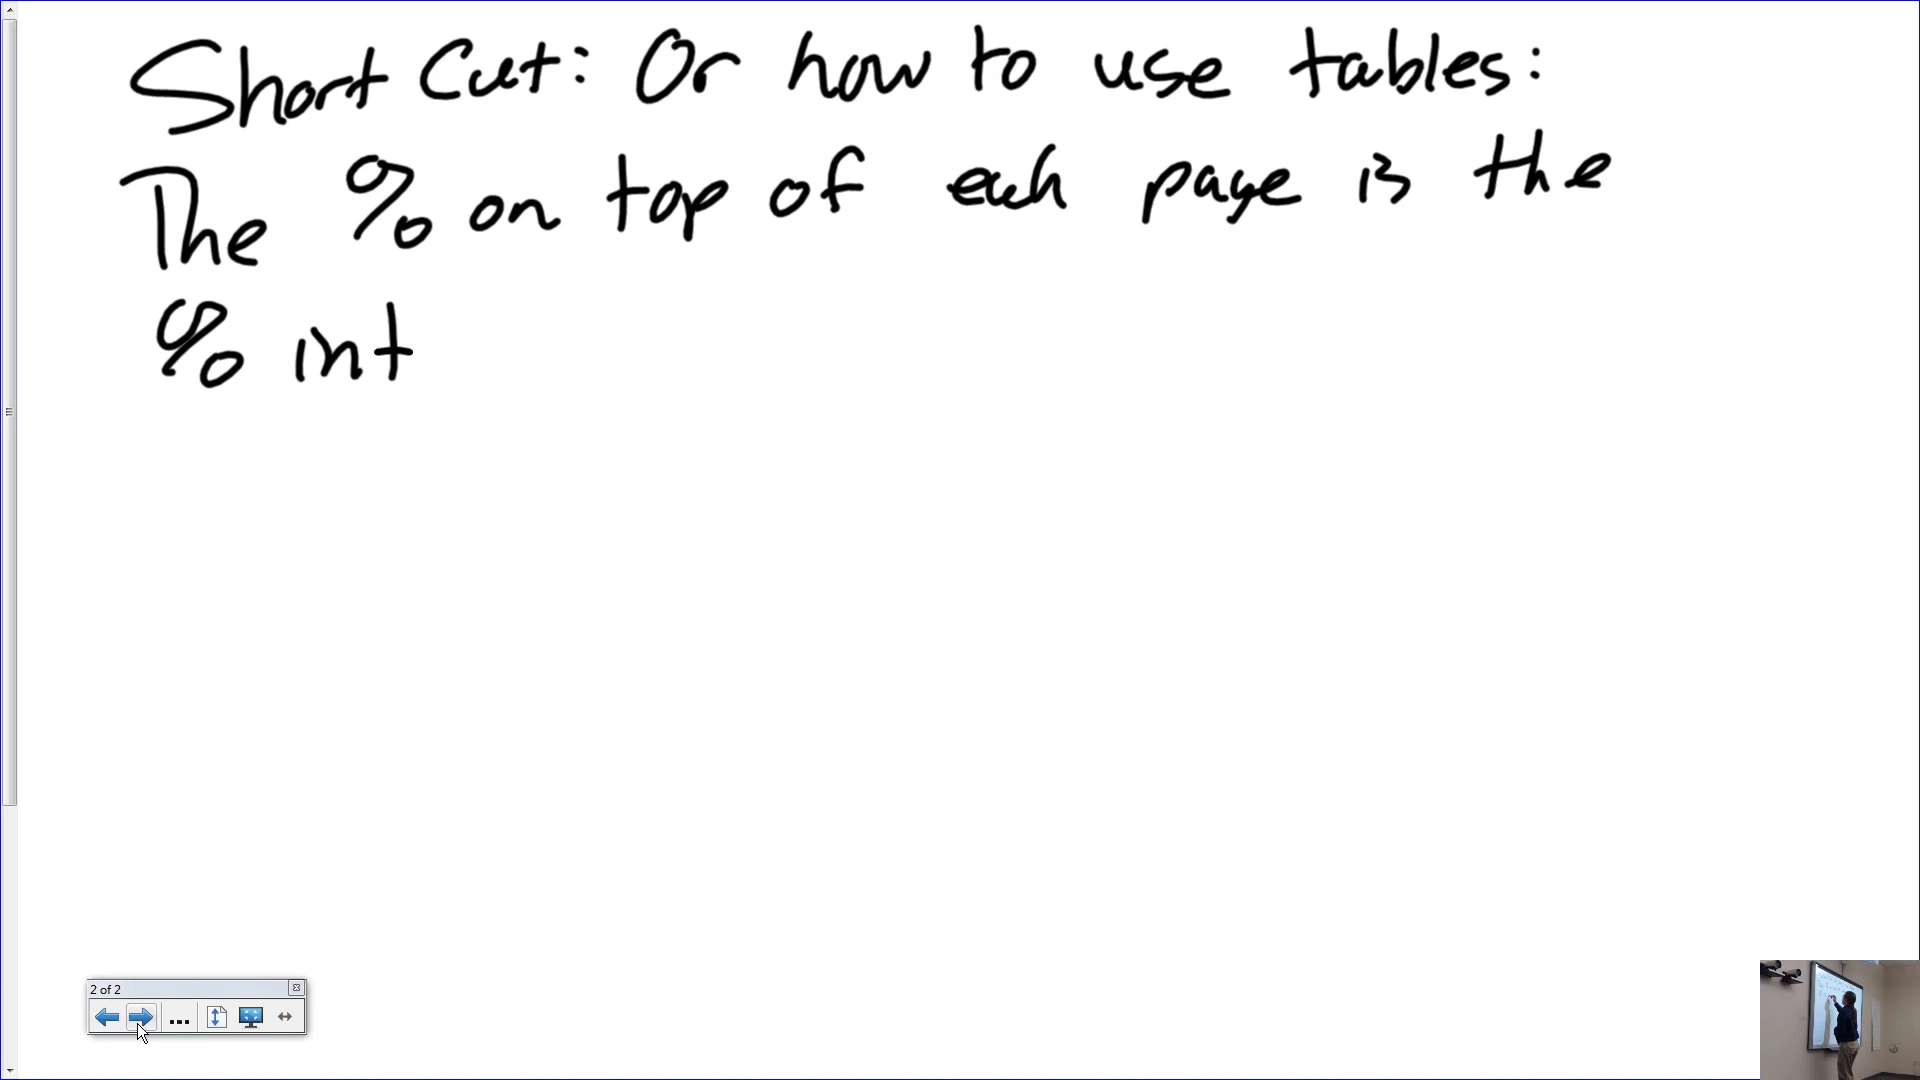 Short Cut: Or how to use tables:
The % on top of each page is the
% int
2 of 2
...